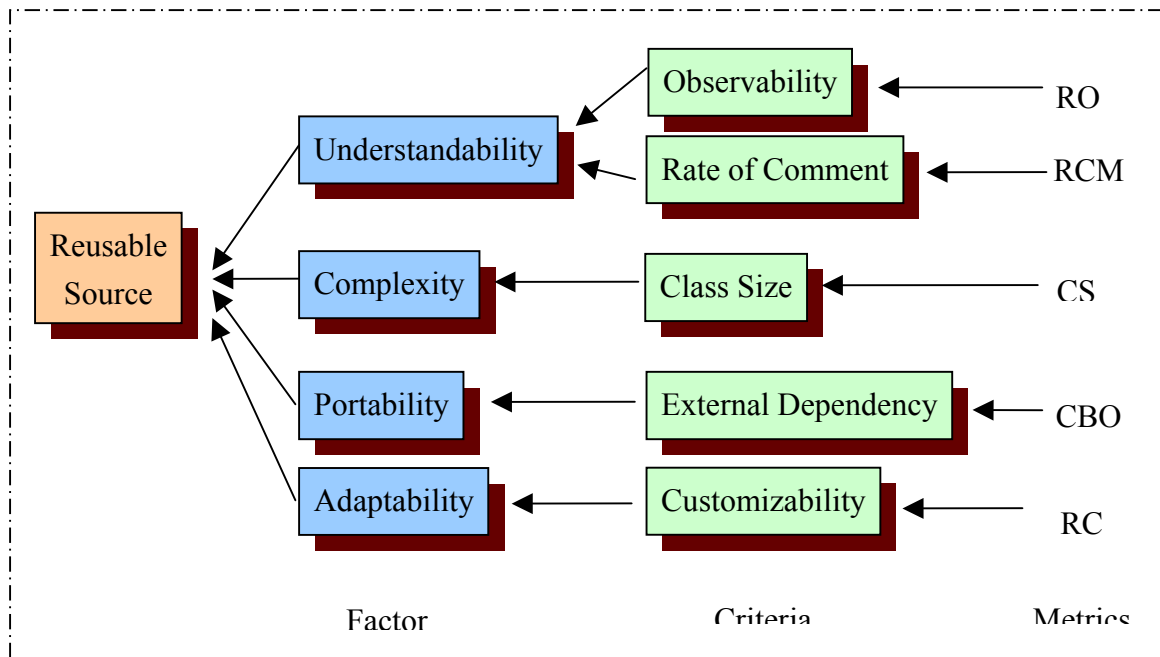 Observability
RO
Understandability
Rate of Comment
RCM
Reusable
Source
Complexity
Class Size
CS
Portability
External Dependency
CBO
Adaptability
Customizability
RC
Factor
Criteria
Metrics